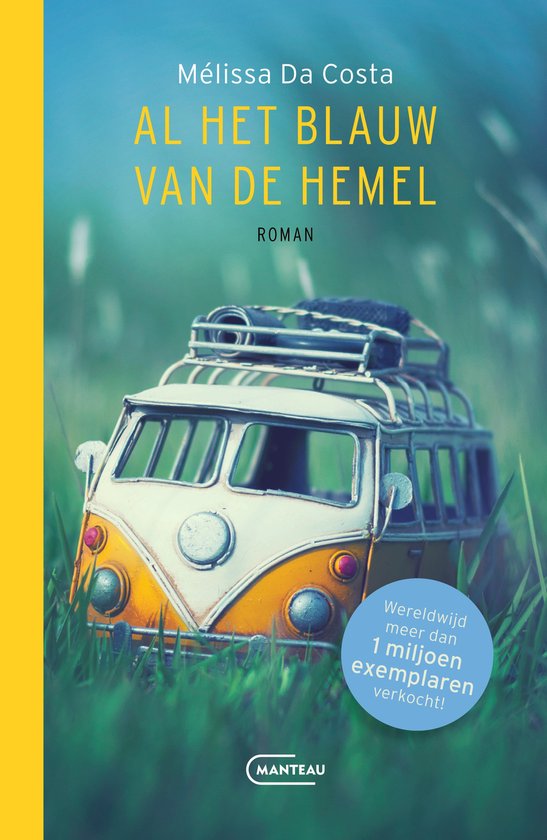 Mélissa Da Costa
AL HET BLAUW
VAN DE HEMEL
ROMAN
Wereldwijd
meer dan
1 miljoen
exemplaren
verkocht!
MANTEAU